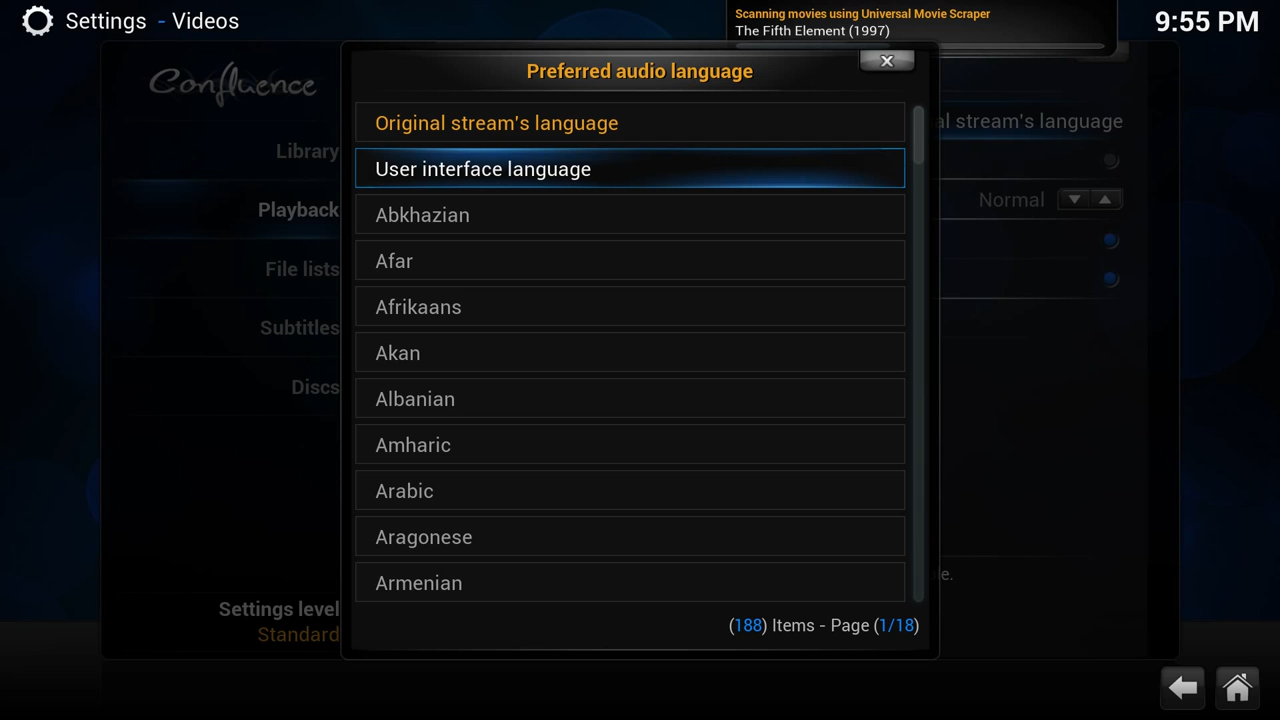 Settings - Videos
Scanning movies using Universal Movie Scraper
The Fifth Element (1997)
9:55 PM
Confluence
Preferred audio language
Original stream's language
User interface language
Abkhazian
Afar
Afrikaans
Akan
Albanian
Amharic
Arabic
Aragonese
Armenian
(188) Items - Page (1/18)
Library
Playback
File lists
Subtitles
Discs
Settings level
Standard
stream's language
Normal